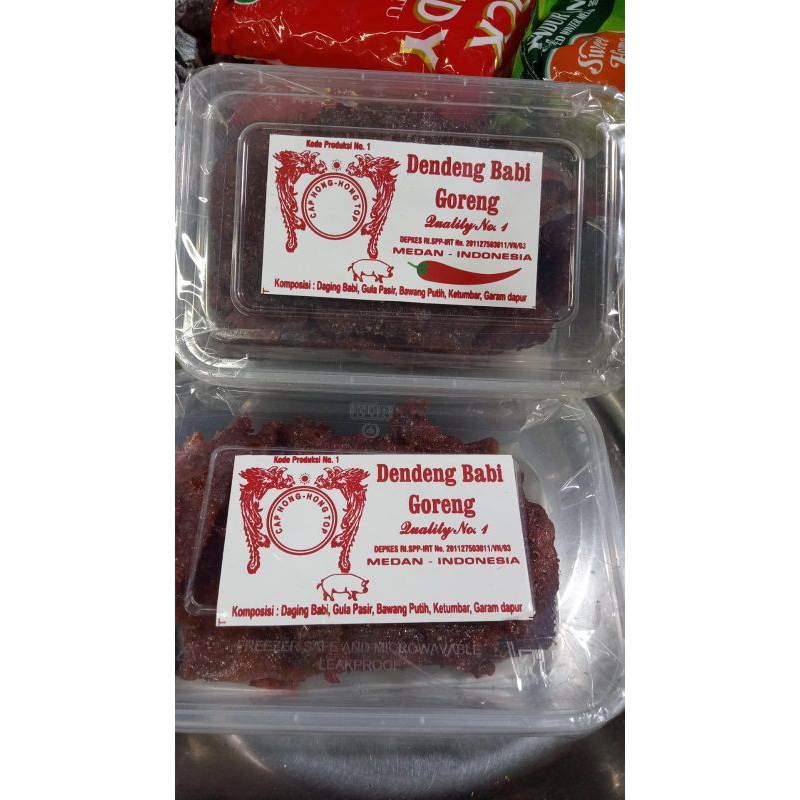 Kode Produksi No. 1
CAP HONG-HONG TOP
Dendeng Babi
Goreng
Quality No. 1
DEPKES RI.SPP-IRT No. 201127503011/VII/03
MEDAN - INDONESIA
Komposisi : Daging Babi, Gula Pasir, Bawang Putih, Ketumbar, Garam dapur
Kode Produksi No. 1
CAP HONG-HONG TOP
Dendeng Babi
Goreng
Quality No. 1
DEPKES RI.SPP-IRT No. 201127503011/VII/03
MEDAN - INDONESIA
Komposisi : Daging Babi, Gula Pasir, Bawang Putih, Ketumbar, Garam dapur
FREEZER SAFE AND MICROWAVABLE
LEAKPROOF